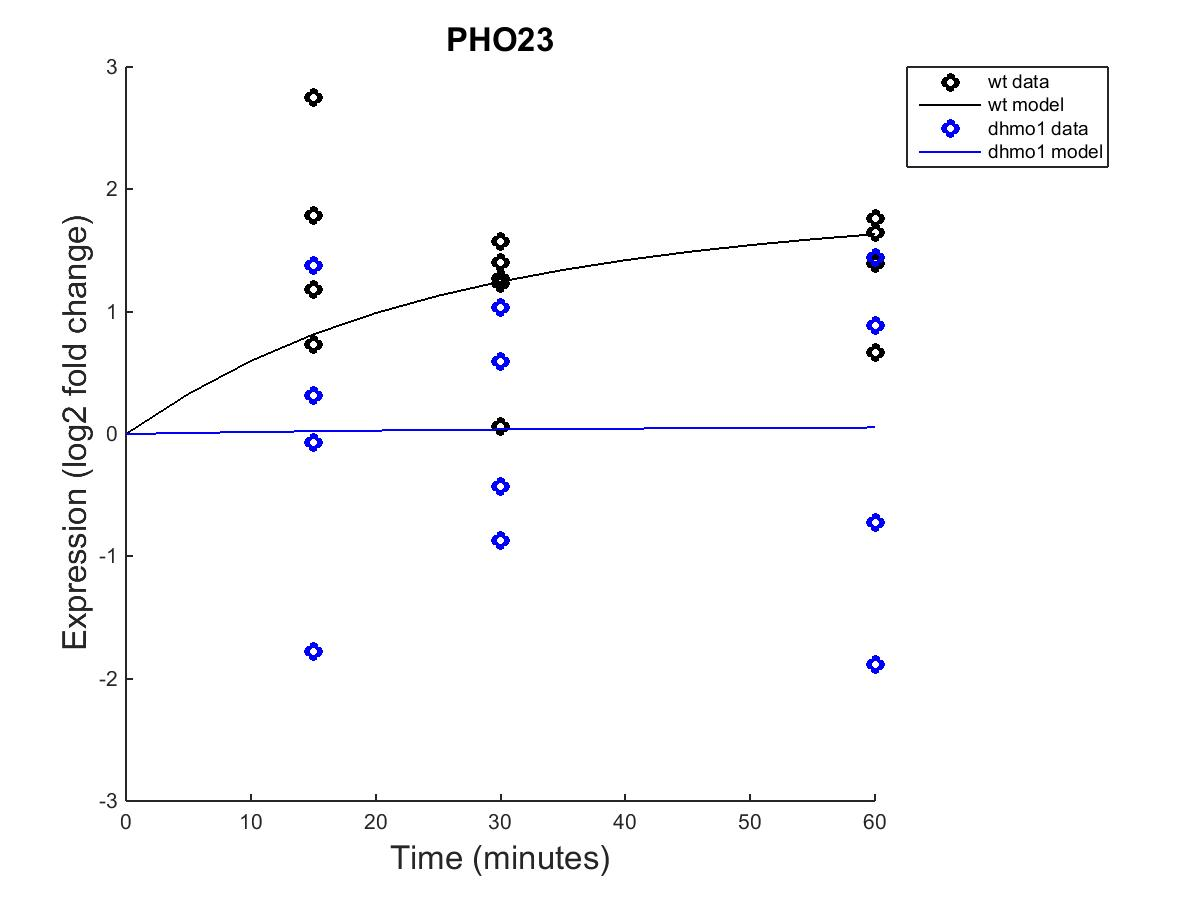 PHO23
wt data
wt model
dhmo1 data
dhmo1 model
3
2
1
0
-1
-2
-3
Expression (log2 fold change)
0 10 20 30 40 50 60
Time (minutes)